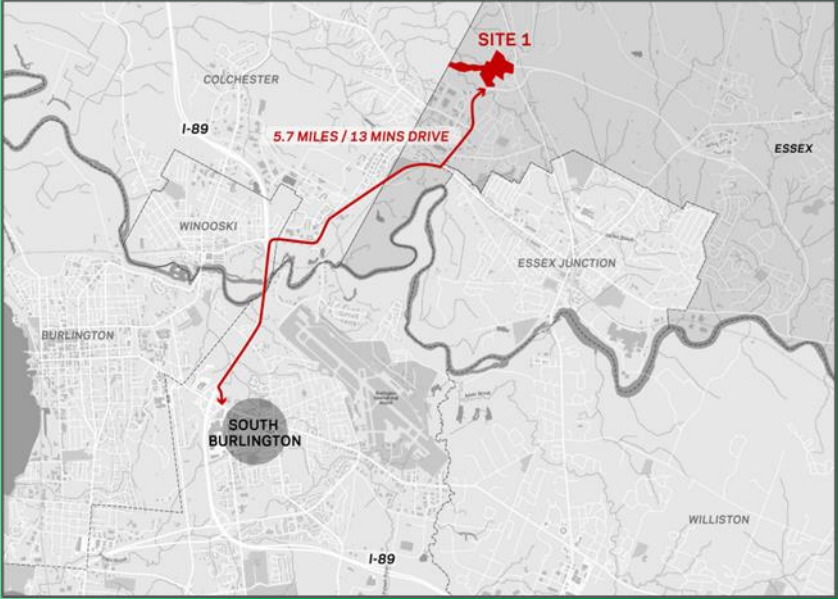 SITE 1
COLCHESTER
I-89
5.7 MILES / 13 MINS DRIVE
ESSEX
WINOOSKI
ESSEX JUNCTION
BURLINGTON
SOUTH
BURLINGTON
WILLISTON
I-89